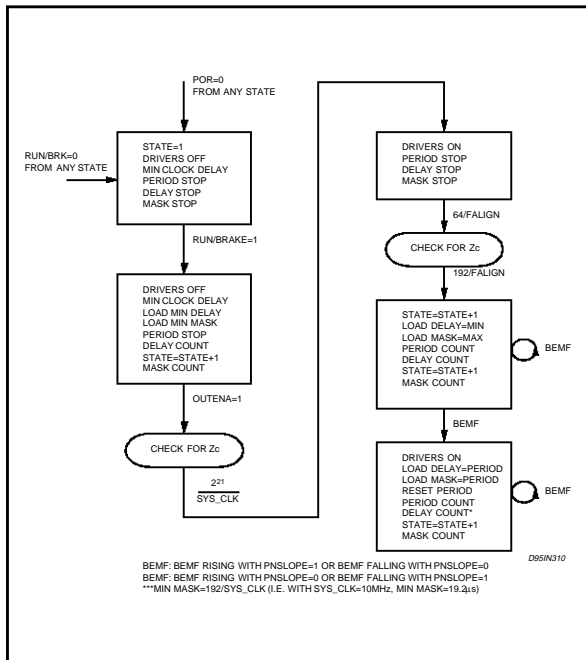 POR=0
FROM ANY STATE
RUN/BRK=0
FROM ANY STATE
STATE=1
DRIVERS OFF
MIN CLOCK DELAY
PERIOD STOP
DELAY STOP
MASK STOP
RUN/BRAKE=1
DRIVERS OFF
MIN CLOCK DELAY
LOAD MIN DELAY
LOAD MIN MASK
PERIOD STOP
DELAY COUNT
STATE=STATE+1
MASK COUNT
OUTENA=1
CHECK FOR Zc
2²¹
SYS_CLK
DRIVERS ON
PERIOD STOP
DELAY STOP
MASK STOP
64/FALIGN
CHECK FOR Zc
192/FALIGN
STATE=STATE+1
LOAD DELAY=MIN
LOAD MASK=MAX
PERIOD COUNT
DELAY COUNT
STATE=STATE+1
MASK COUNT
BEMF
BEMF
DRIVERS ON
LOAD DELAY=PERIOD
LOAD MASK=PERIOD
RESET PERIOD
PERIOD COUNT
DELAY COUNT*
STATE=STATE+1
MASK COUNT
BEMF
D95IN310
BEMF: BEMF RISING WITH PNSLOPE=1 OR BEMF FALLING WITH PNSLOPE=0
BEMF: BEMF RISING WITH PNSLOPE=0 OR BEMF FALLING WITH PNSLOPE=1
***MIN MASK=192/SYS_CLK (I.E. WITH SYS_CLK=10MHz, MIN MASK=19.2µs)